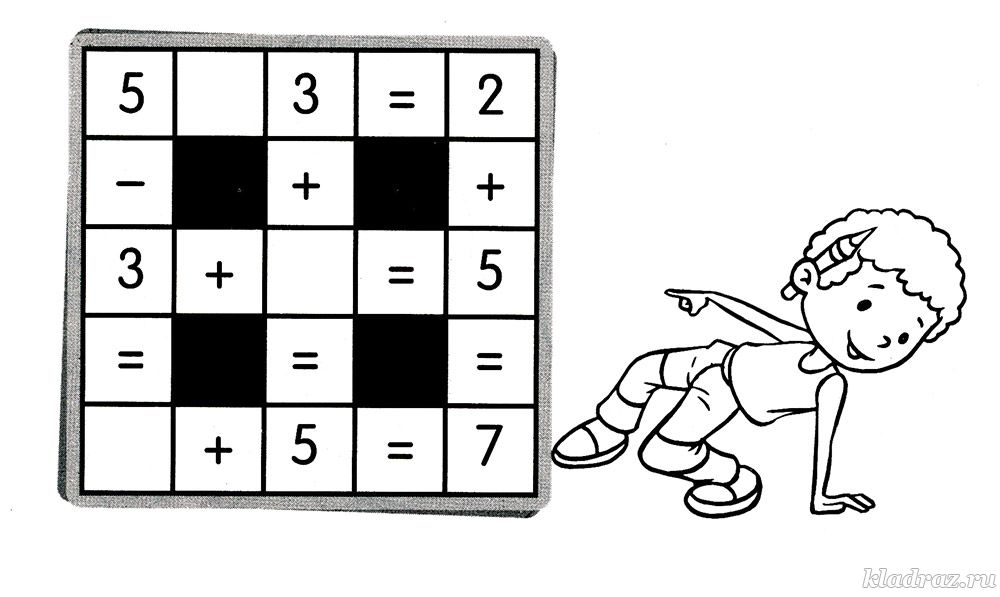 5 3 = 2
− + +
3 + = 5
= = =
+ 5 = 7
kladraz.ru